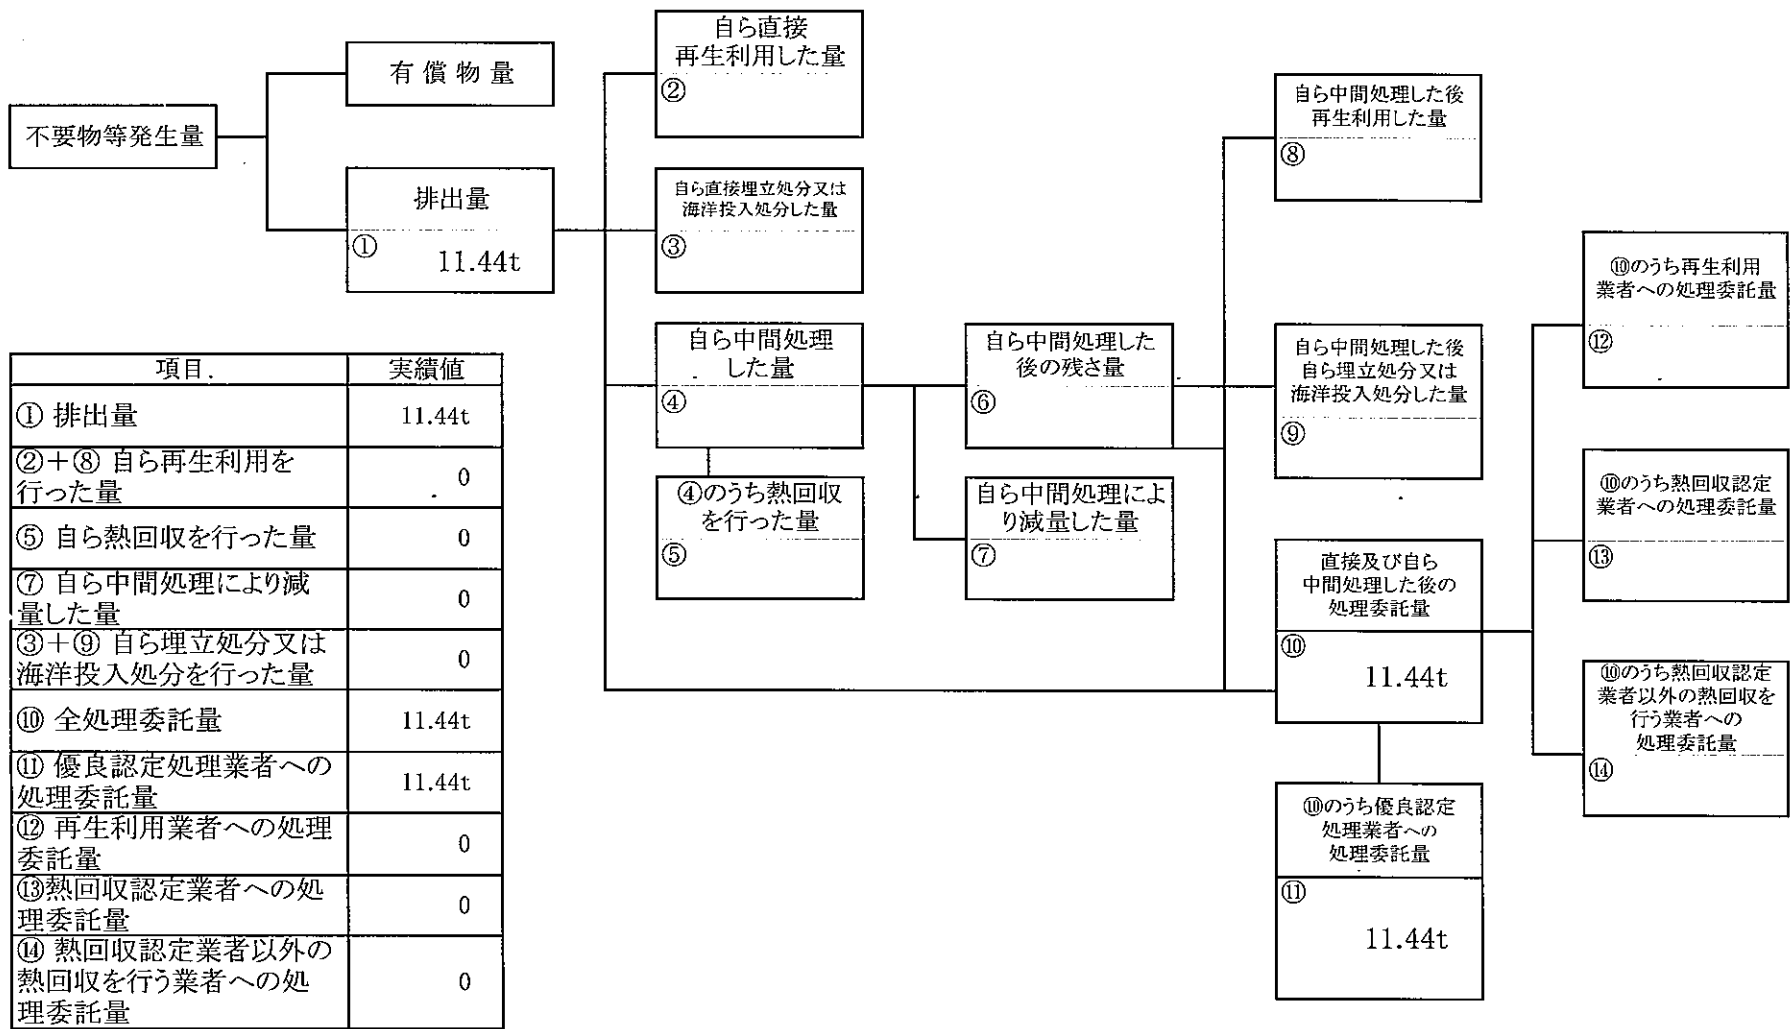 不要物等発生量
有償物量
排出量
①
11.44t
自ら直接
再生利用した量
②
自ら直接埋立処分又は
海洋投入処分した量
③
自ら中間処理
した量
④
④のうち熱回収
を行った量
⑤
自ら中間処理した
後の残さ量
⑥
自ら中間処理によ
り減量した量
⑦
自ら中間処理した後
再生利用した量
⑧
自ら中間処理した後
自ら埋立処分又は
海洋投入処分した量
⑨
直接及び自ら
中間処理した後の
処理委託量
⑩
11.44t
⑩のうち優良認定
処理業者への
処理委託量
⑪
11.44t
⑩のうち再生利用
業者への処理委託量
⑫
⑩のうち熱回収認定
業者への処理委託量
⑬
⑩のうち熱回収認定
業者以外の熱回収を
行う業者への
処理委託量
⑭
項目 実績値
① 排出量 11.44t
②+⑧ 自ら再生利用を
行った量 0
⑤ 自ら熱回収を行った量 0
⑦ 自ら中間処理により減
量した量 0
③+⑨ 自ら埋立処分又は
海洋投入処分を行った量 0
⑩ 全処理委託量 11.44t
⑪ 優良認定処理業者への
処理委託量 11.44t
⑫ 再生利用業者への処理
委託量 0
⑬熱回収認定業者への処
理委託量 0
⑭ 熱回収認定業者以外の
熱回収を行う業者への処
理委託量 0